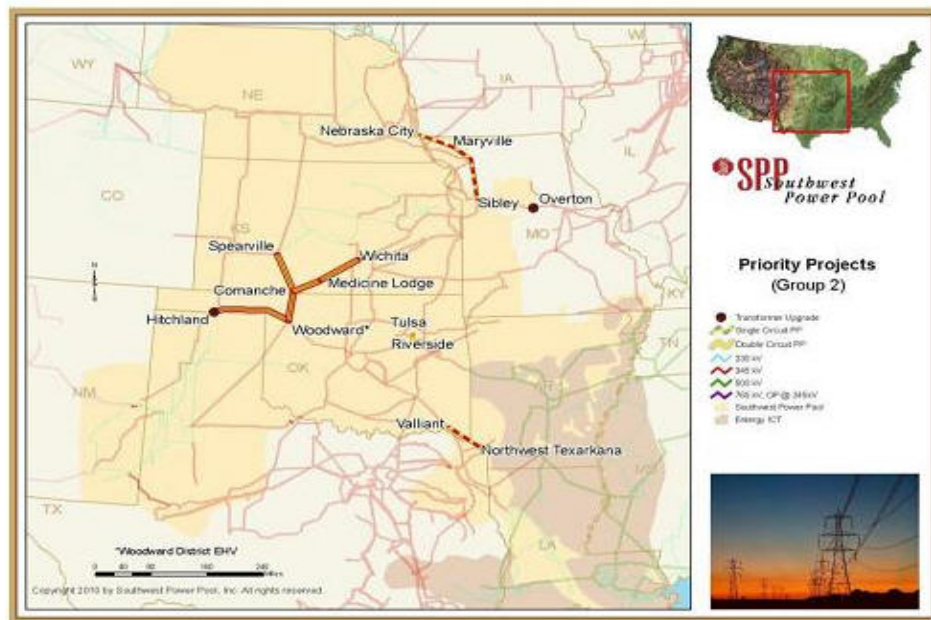 SD
WI
WY
IA
NE
Nebraska City
Maryville
IL
CO
Sibley
Overton
KS
MO
Spearville
Wichita
Comanche
Medicine Lodge
KY
Hitchland
Woodward*
Tulsa
Riverside
TN
OK
NM
AR
Valliant
Northwest Texarkana
TX
LA
*Woodward District EHV
Copyright 2010 by Southwest Power Pool, Inc. All rights reserved.
SPP
Southwest
Power Pool
Priority Projects
(Group 2)
Transformer Upgrade
Single Circuit PP
Double Circuit PP
345 kV
500 kV
765 kV, OP @ 345kV
Southwest Power Pool
Entergy ICT